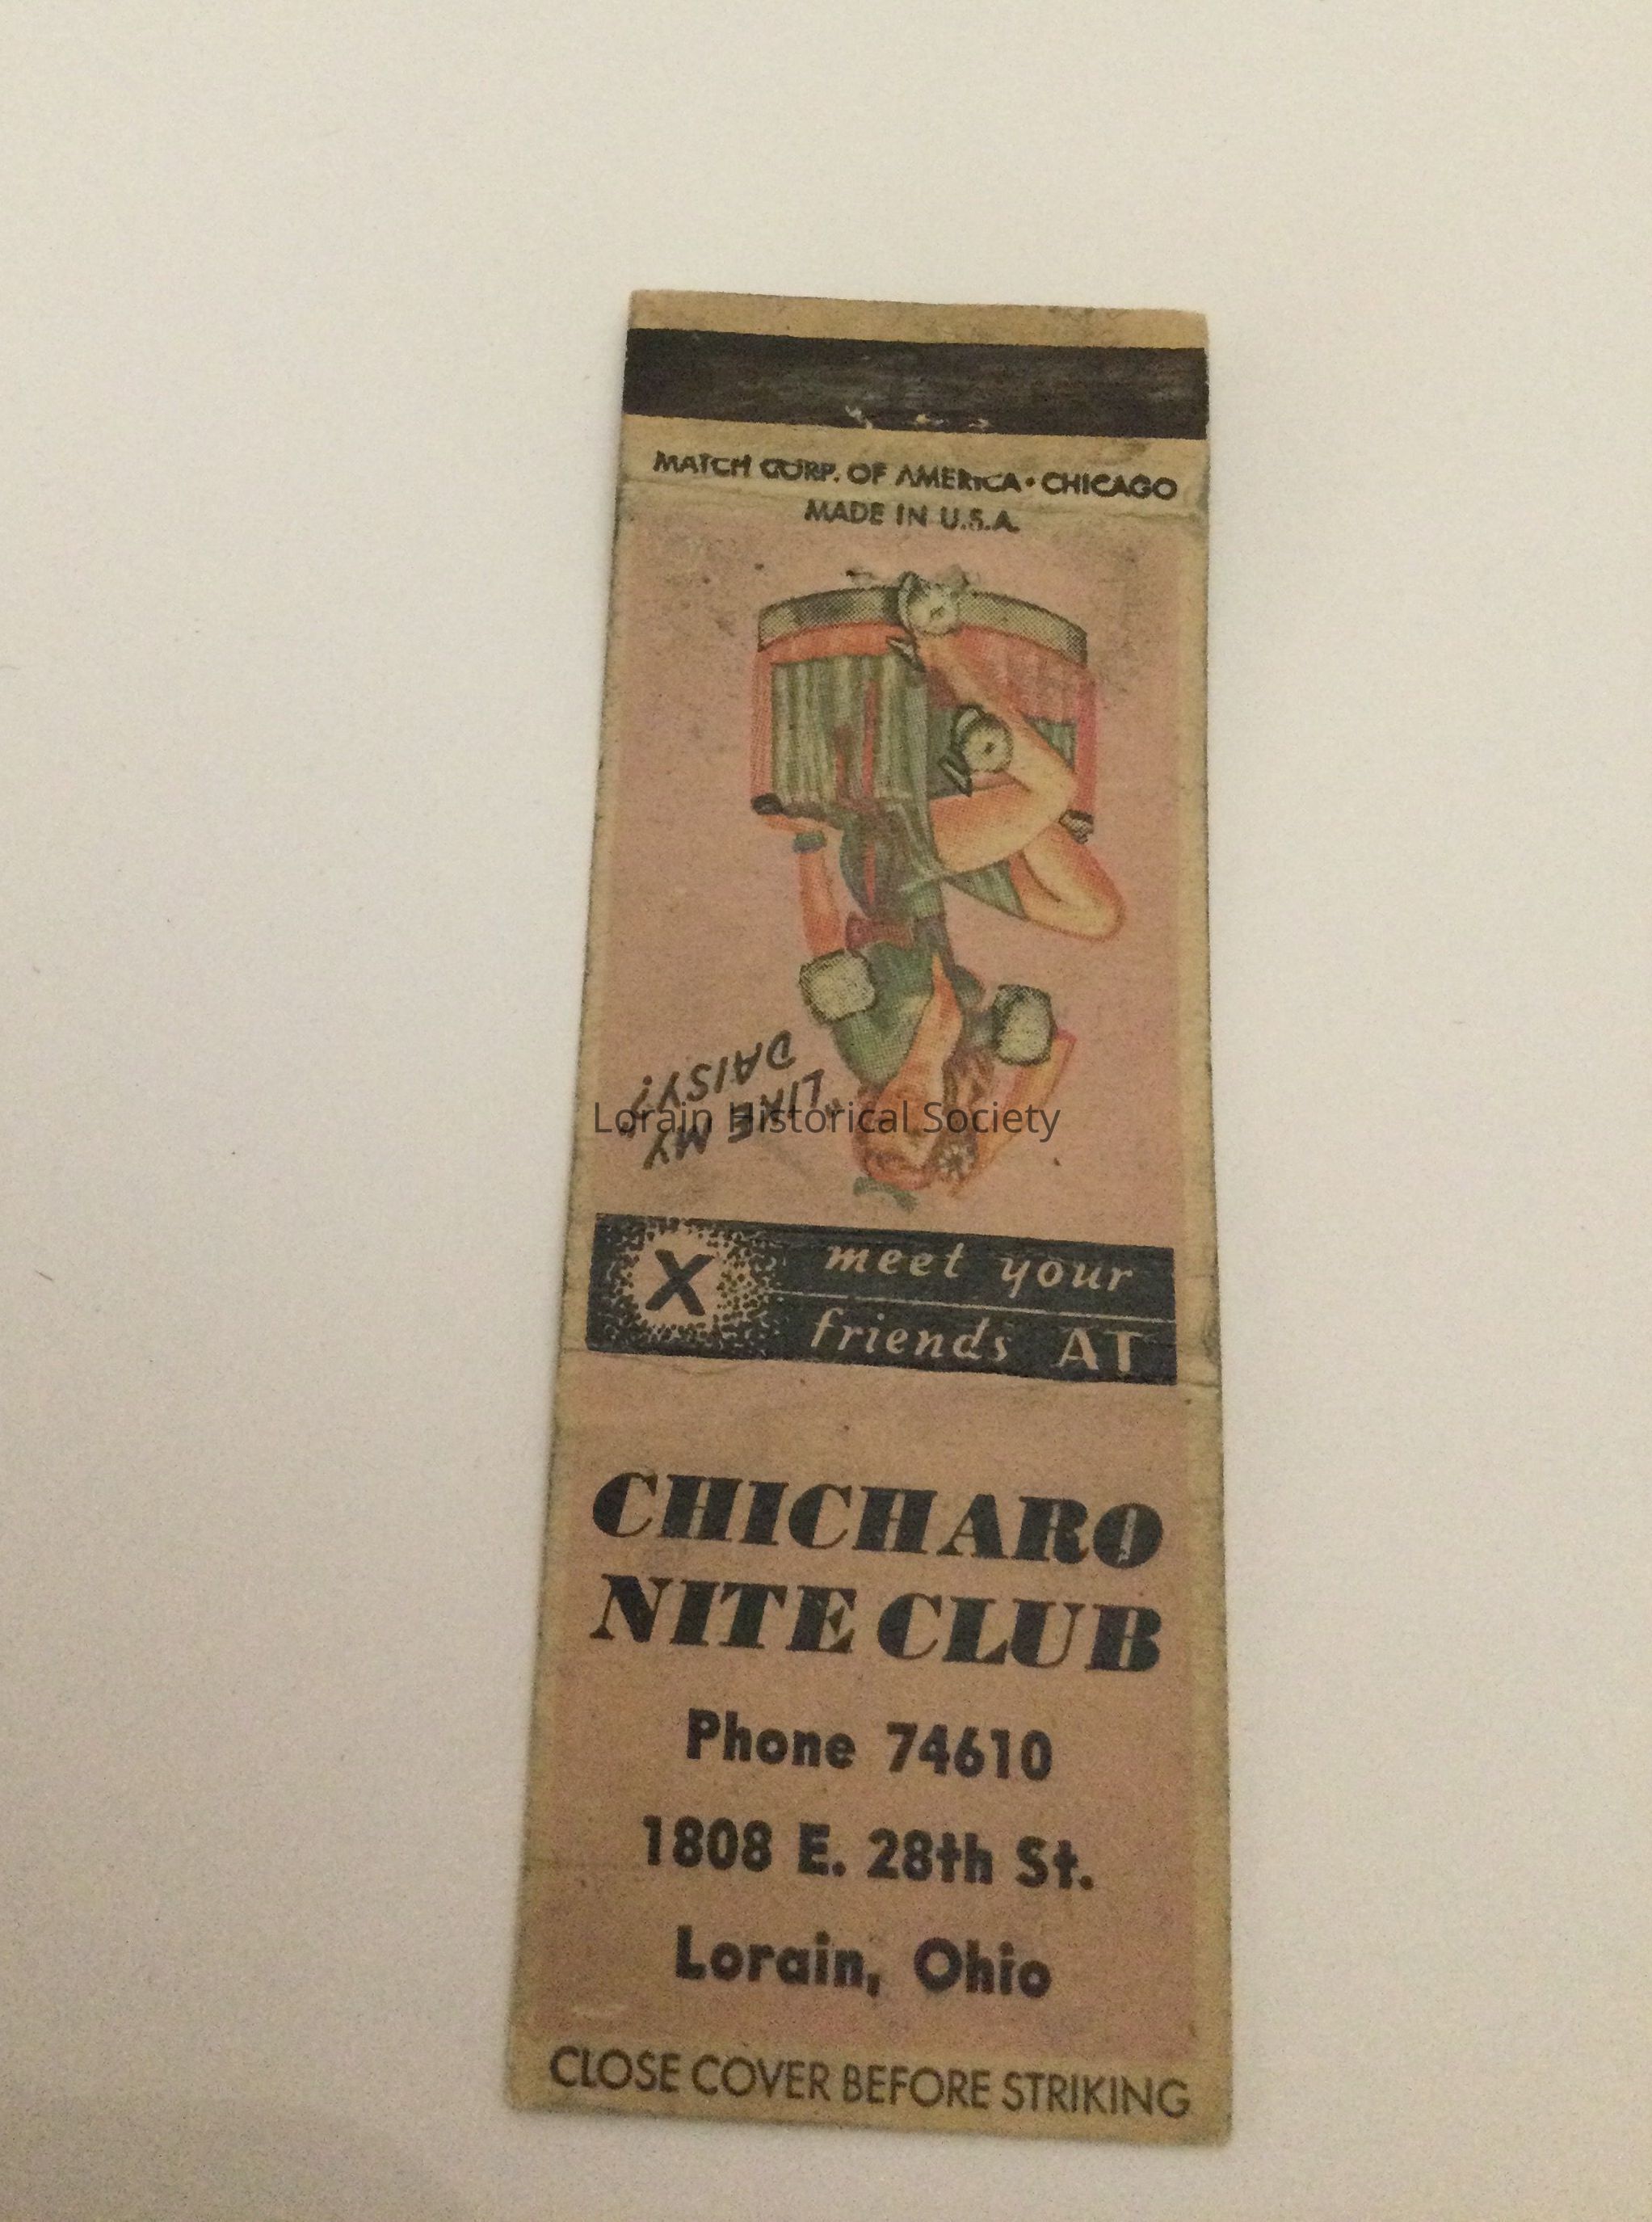 MATCH CORP. OF AMERICA • CHICAGO
MADE IN U.S.A.
"LIKE MY
DAISY?"
Lorain Historical Society
X
meet your
friends AT
CHICHARO
NITE CLUB
Phone 74610
1808 E. 28th St.
Lorain, Ohio
CLOSE COVER BEFORE STRIKING